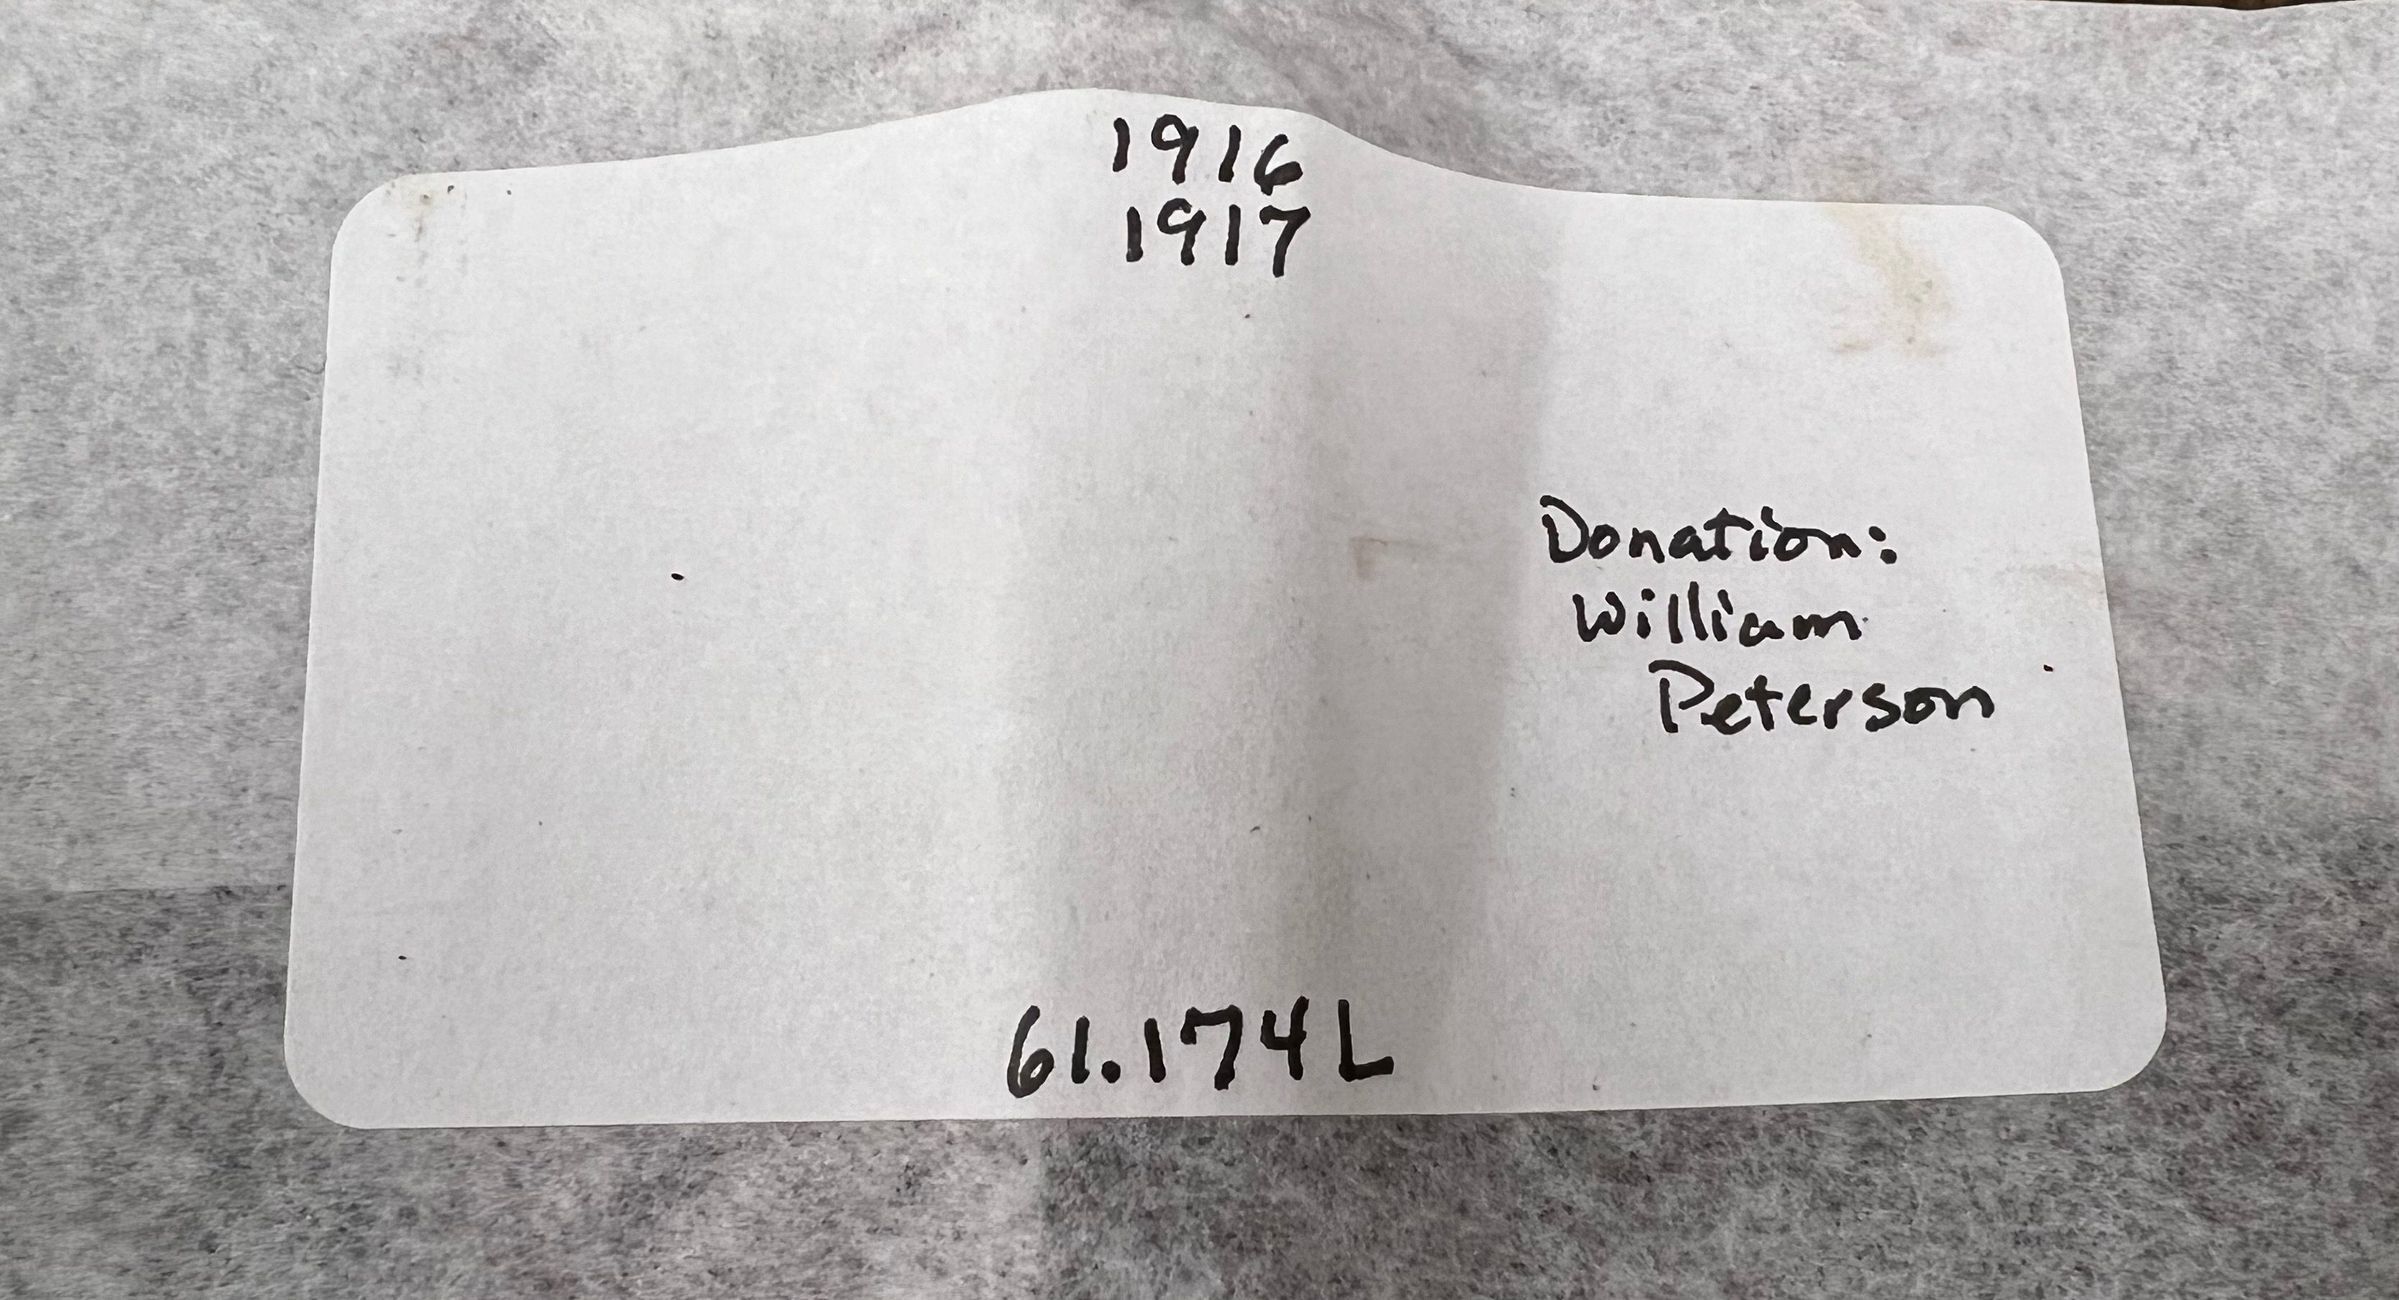 1916
1917
Donation:
William
Peterson
61.174L